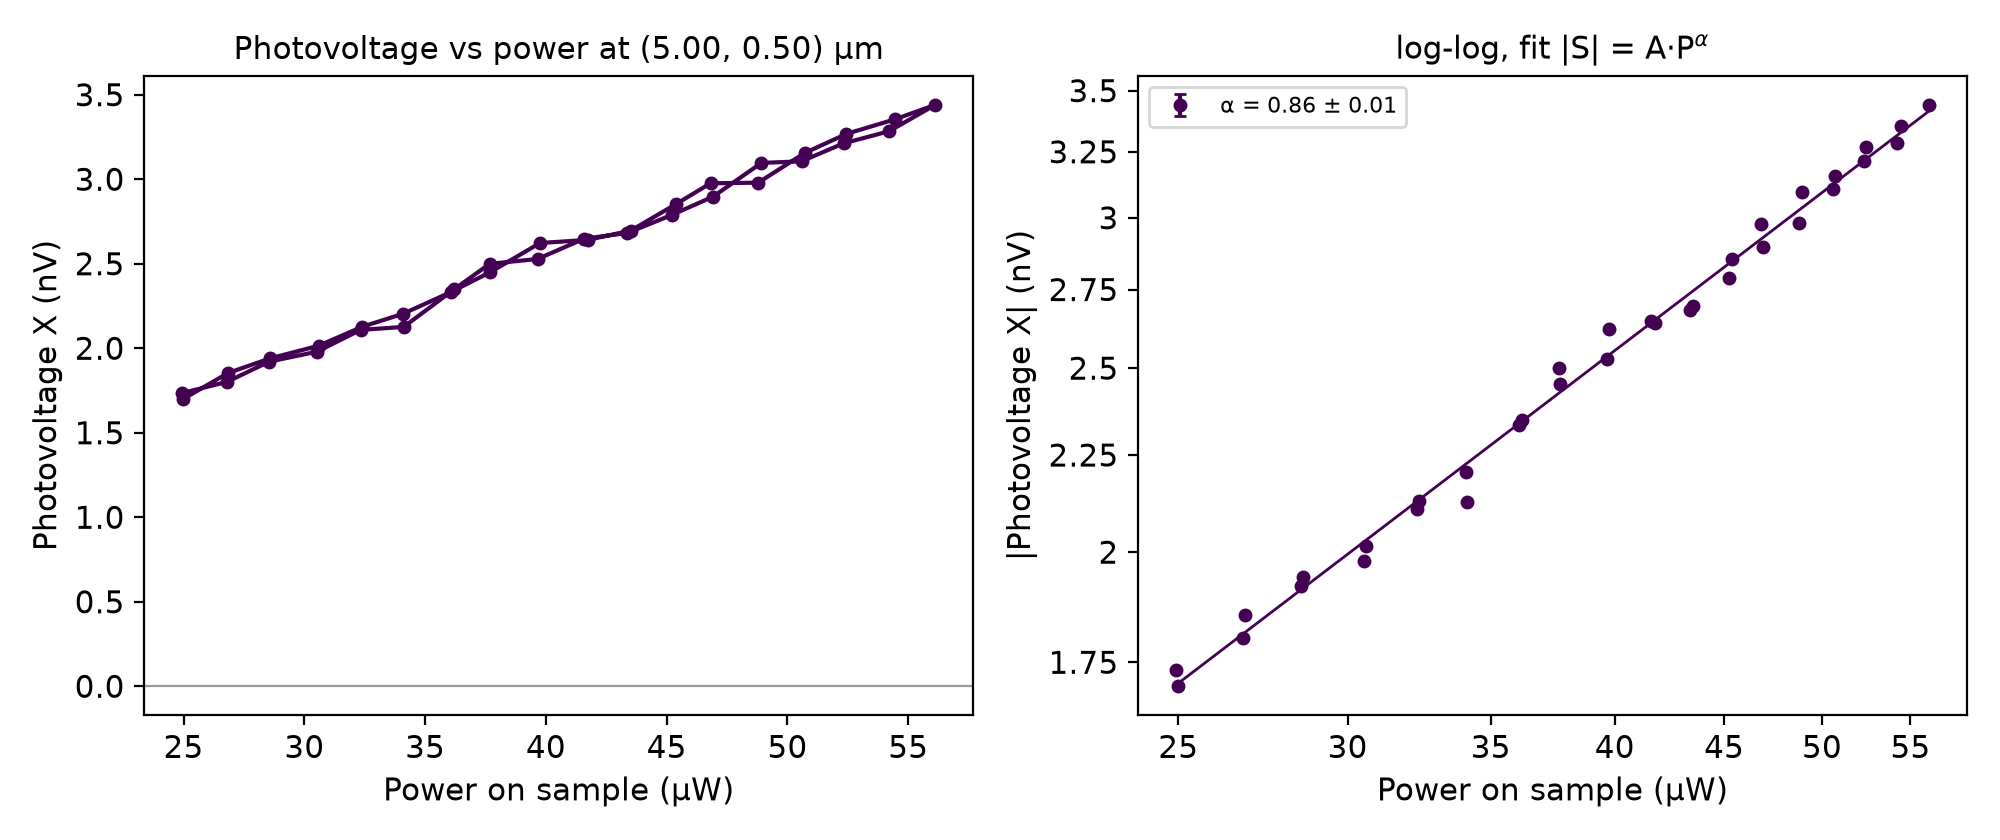 Photovoltage vs power at (5.00, 0.50) µm
Photovoltage X (nV)
3.5
3.0
2.5
2.0
1.5
1.0
0.5
0.0
25 30 35 40 45 50 55
Power on sample (µW)
log-log, fit |S| = A·P^α
α = 0.86 ± 0.01
|Photovoltage X| (nV)
3.5
3.25
3
2.75
2.5
2.25
2
1.75
25 30 35 40 45 50 55
Power on sample (µW)